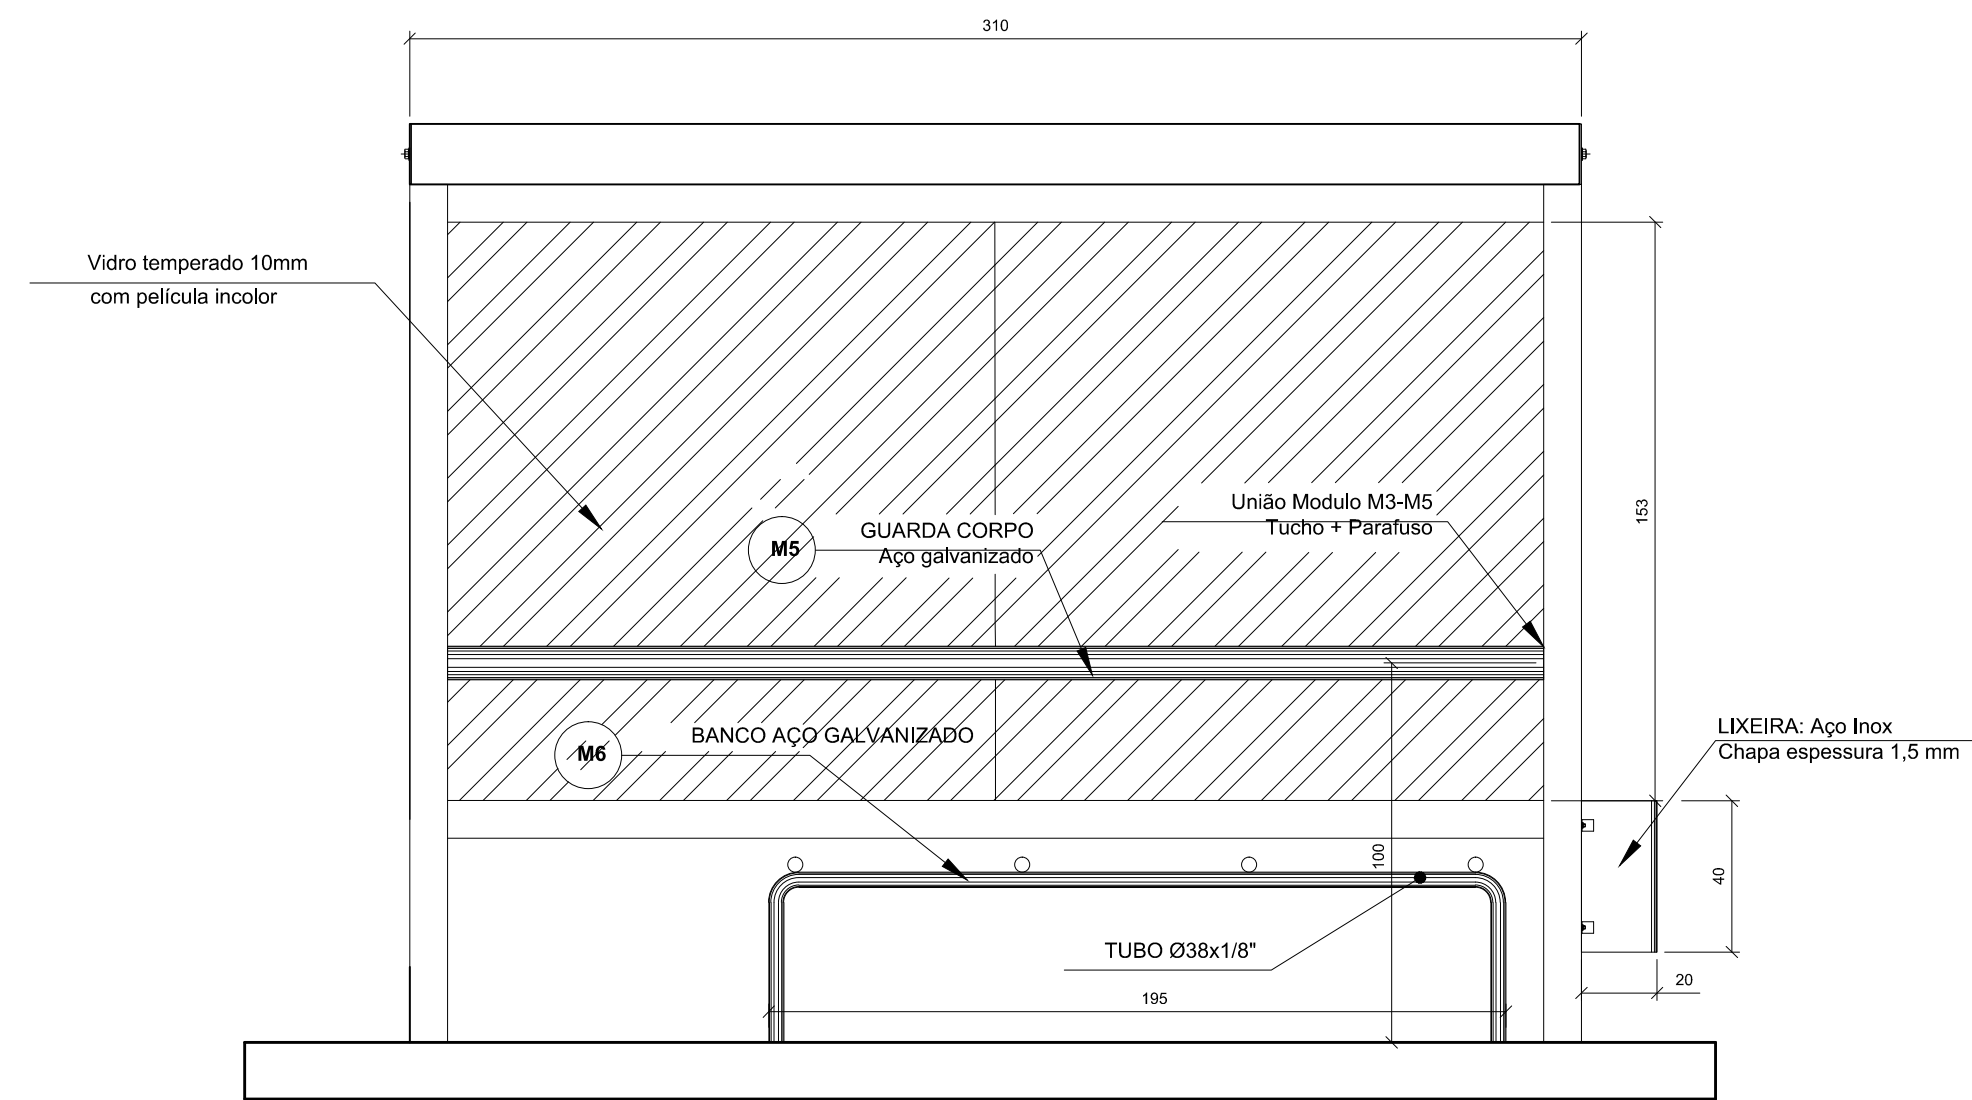 310
Vidro temperado 10mm
com película incolor
União Modulo M3-M5
Tucho + Parafuso
153
M5
GUARDA CORPO
Aço galvanizado
M6
BANCO AÇO GALVANIZADO
LIXEIRA: Aço Inox
Chapa espessura 1,5 mm
100
40
TUBO Ø38x1/8"
20
195